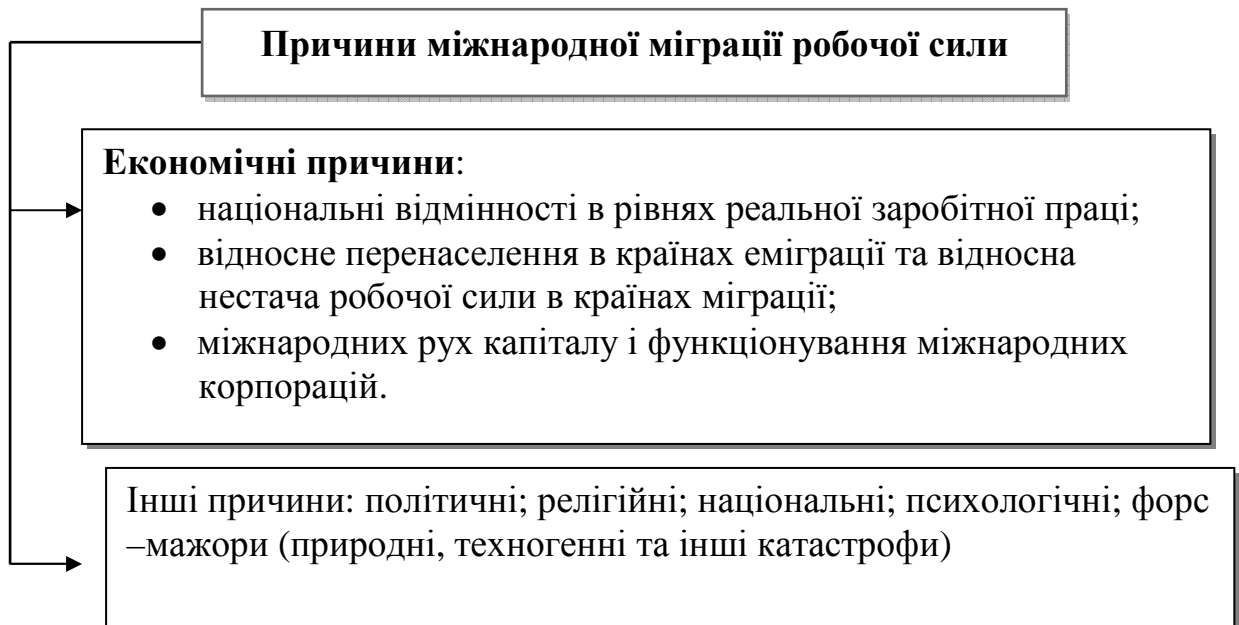 Причини міжнародної міграції робочої сили
Економічні причини:
• національні відмінності в рівнях реальної заробітної праці;
• відносне перенаселення в країнах еміграції та відносна
нестача робочої сили в країнах міграції;
• міжнародних рух капіталу і функціонування міжнародних
корпорацій.
Інші причини: політичні; релігійні; національні; психологічні; форс
–мажори (природні, техногенні та інші катастрофи)